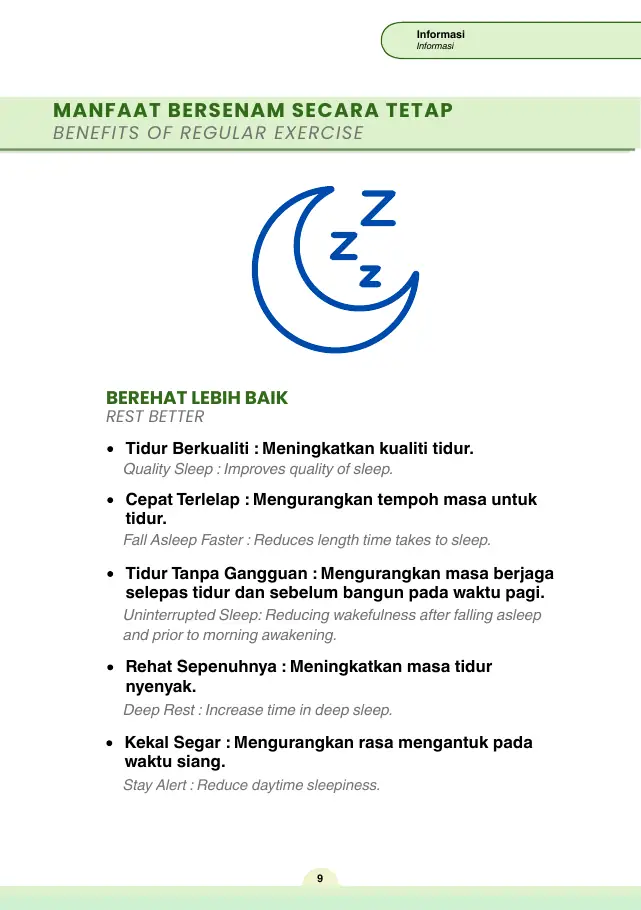 Informasi
Informasi
MANFAAT BERSENAM SECARA TETAP
BENEFITS OF REGULAR EXERCISE
Z
Z
Z
BEREHAT LEBIH BAIK
REST BETTER
• Tidur Berkualiti : Meningkatkan kualiti tidur.
Quality Sleep : Improves quality of sleep.
• Cepat Terlelap : Mengurangkan tempoh masa untuk
tidur.
Fall Asleep Faster : Reduces length time takes to sleep.
• Tidur Tanpa Gangguan : Mengurangkan masa berjaga
selepas tidur dan sebelum bangun pada waktu pagi.
Uninterrupted Sleep: Reducing wakefulness after falling asleep
and prior to morning awakening.
• Rehat Sepenuhnya : Meningkatkan masa tidur
nyenyak.
Deep Rest : Increase time in deep sleep.
• Kekal Segar : Mengurangkan rasa mengantuk pada
waktu siang.
Stay Alert : Reduce daytime sleepiness.
9